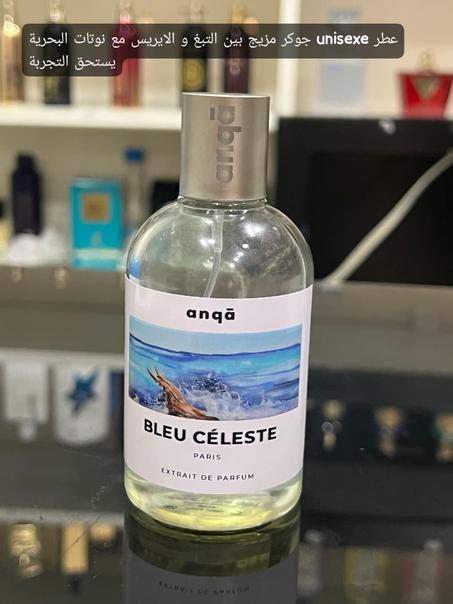 عطر unisexe جوكر مزيج بين التبغ و الايريس مع نوتات البحرية
يستحق التجربة
anqā
anqā
BLEU CÉLESTE
PARIS
EXTRAIT DE PARFUM